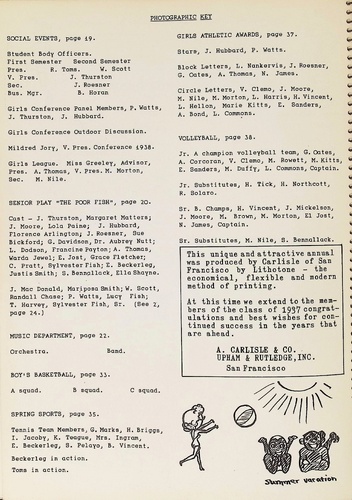 PHOTOGRAPHIC KEY
SOCIAL EVENTS, page 19.
Student Body Officers.
First Semester Second Semester
Pres. R. Toms. W. Scott
V. Pres. J. Thurston
Sec. J. Roesner
Bus. Mgr. B. Horan
Girls Conference Panel Members, P. Watts,
J. Thurston, J. Hubbard.
Girls Conference Outdoor Discussion.
Mildred Jory, V. Pres. Conference 1938.
Girls League. Miss Greeley, Advisor,
Pres. A. Thomas, V. Pres. M. Morton,
Sec. M. Nile.
SENIOR PLAY "THE POOR FISH", page 20.
Cast - J. Thurston, Margaret Matters;
J. Moore, Lola Paine; J. Hubbard,
Florence Arlington; J. Roesner, Sue
Bickford; G. Davidson, Dr. Aubrey Nutt;
L. Dodson, Francine Payton; A. Thomas,
Warda Jewel; E. Jost, Grace Fletcher;
C. Pratt, Sylvester Fish; E. Beckerleg,
Justis Smith; S. Bennallack, Ella Shayne.
J. Mac Donald, Mariposa Smith; W. Scott,
Randall Chase; P. Watts, Lucy Fish;
T. Harvey, Sylvester Fish, Sr. (See 2,
page 24.)
MUSIC DEPARTMENT, page 22.
Orchestra. Band.
BOY'S BASKETBALL, page 33.
A squad. B squad. C squad.
SPRING SPORTS, page 35.
Tennis Team Members, G. Marks, H. Briggs,
I. Jacoby, K. Teague, Mrs. Ingram,
E. Beckerleg, S. Pelayo, B. Vincent.
Beckerleg in action.
Toms in action.
GIRLS ATHLETIC AWARDS, page 37.
Stars, J. Hubbard, P. Watts.
Block Letters, L. Nankervis, J. Roesner,
G. Oates, A. Thomas, N. James.
Circle Letters, V. Clemo, J. Moore,
M. Nile, M. Morton, L. Harris, H. Vincent,
L. Hellon, Marie Kitts, E. Sanders,
A. Bond, L. Commons.
VOLLEYBALL, page 38.
Jr. A champion volleyball team, G. Oates,
A. Corcoran, V. Clemo, M. Rowett, M. Kitts,
E. Sanders, M. Duffy, L. Commons, Captain.
Jr. Substitutes, H. Tick, H. Northcott,
R. Solaro.
Sr. B. Champs, H. Vincent, J. Mickelson,
J. Moore, M. Brown, M. Morton, El Jost,
N. James, Captain.
Sr. Substitutes, M. Nile, S. Bennallack.
This unique and attractive annual
was produced by Carlisle of San
Francisco by Lithotone - the
economical, flexible and modern
method of printing.
At this time we extend to the mem-
bers of the class of 1937 congrat-
ulations and best wishes for con-
tinued success in the years that
are ahead.
A. CARLISLE & CO.
UPHAM & RUTLEDGE, INC.
San Francisco
Summer vacation